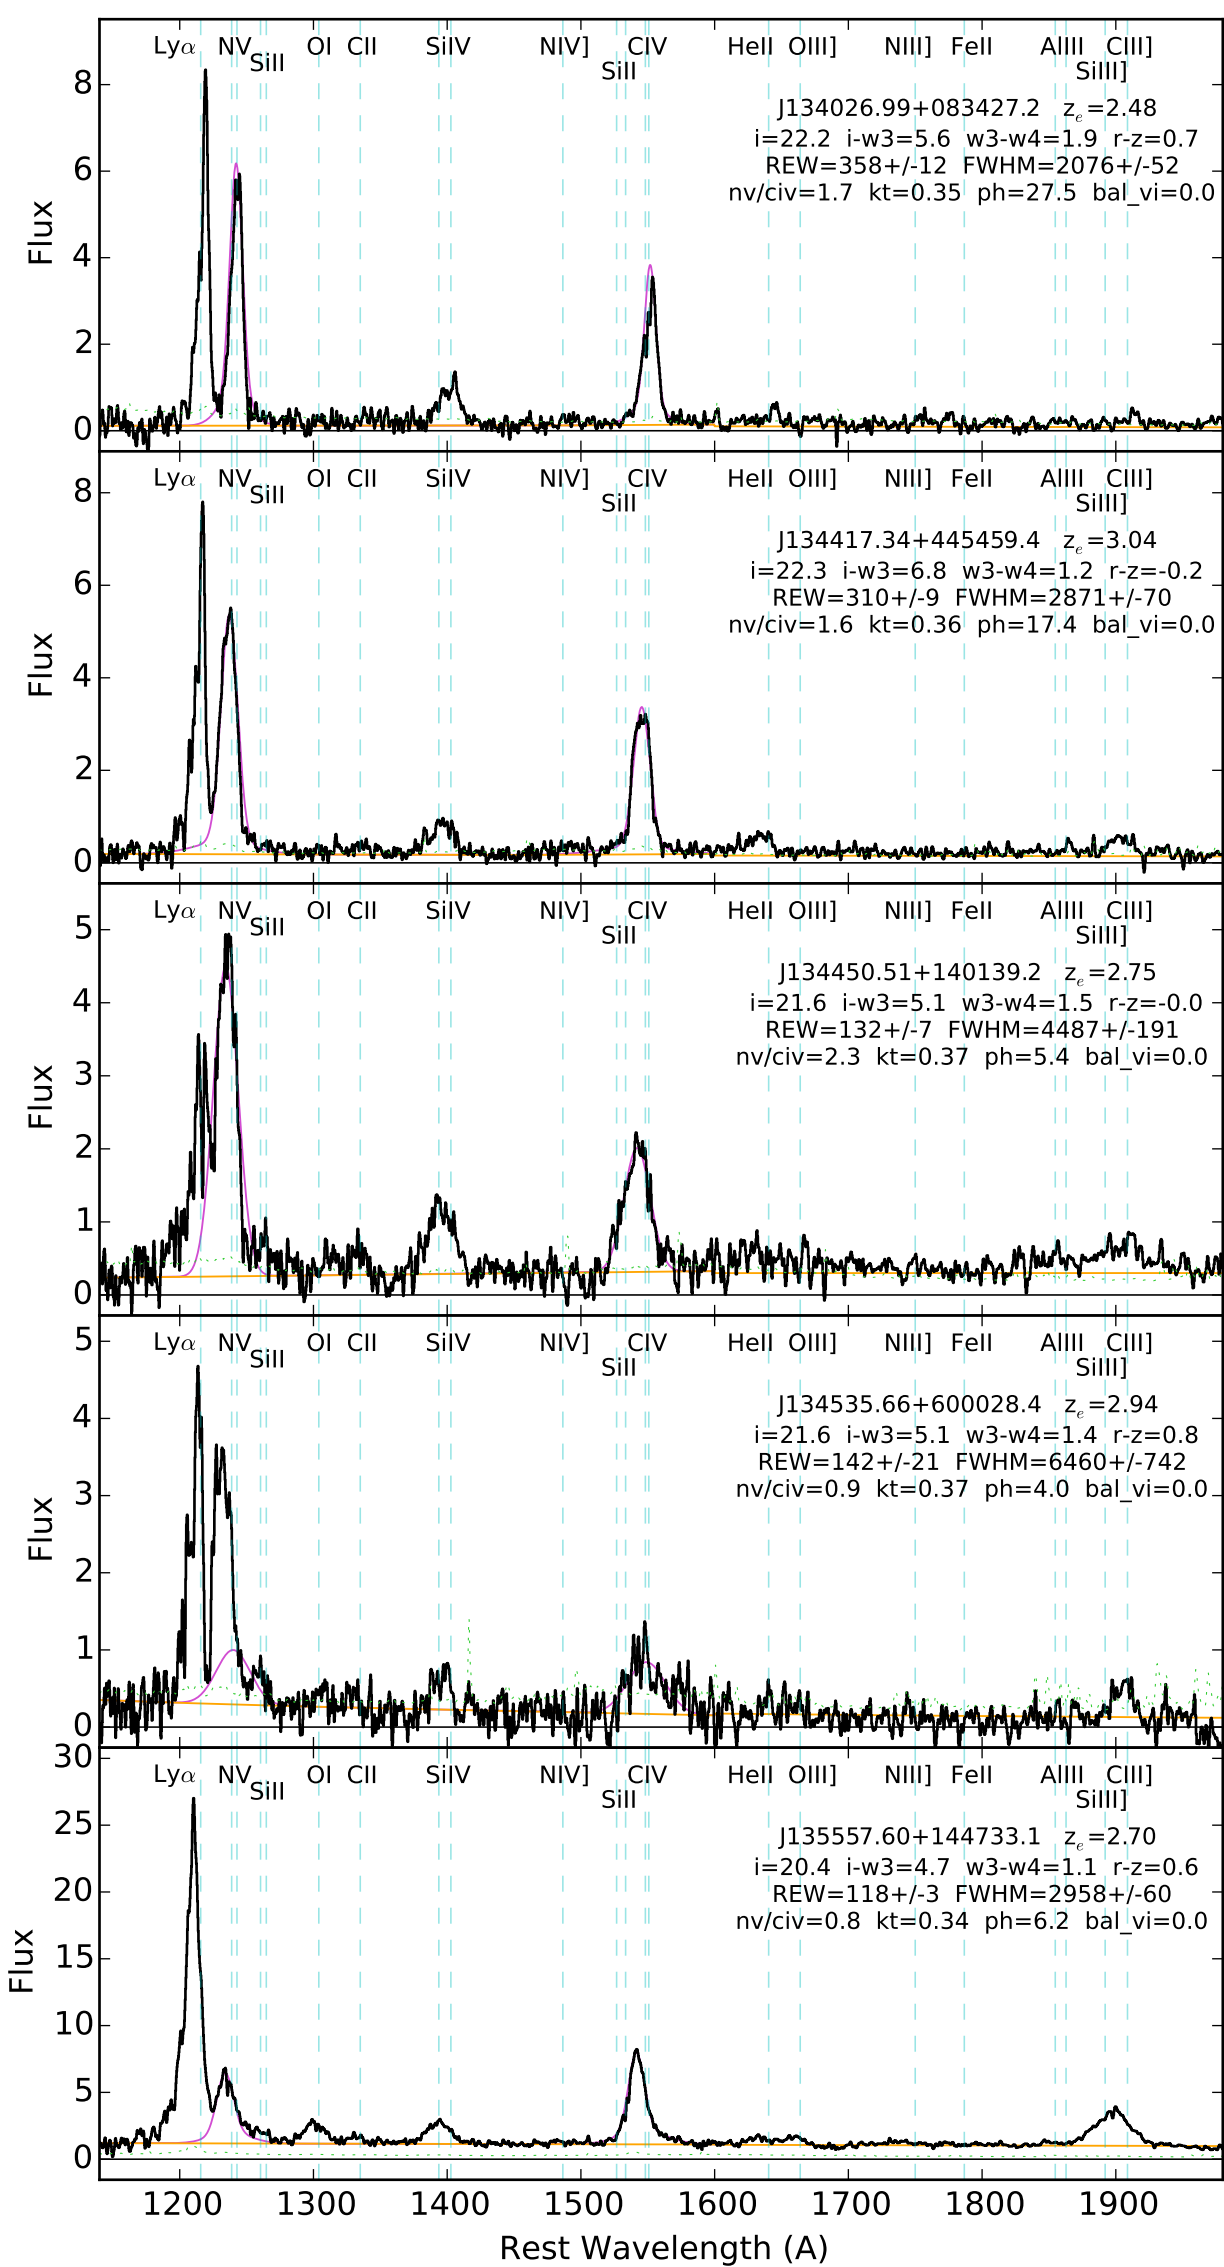 Lyα NV SiII OI CII SiIV NIV] SiII CIV HeII OIII] NIII] FeII AlIII SiIII] CIII]
J134026.99+083427.2 z_e=2.48
i=22.2 i-w3=5.6 w3-w4=1.9 r-z=0.7
REW=358+/-12 FWHM=2076+/-52
nv/civ=1.7 kt=0.35 ph=27.5 bal_vi=0.0
8
6
4
2
0
Flux
Lyα NV SiII OI CII SiIV NIV] SiII CIV HeII OIII] NIII] FeII AlIII SiIII] CIII]
J134417.34+445459.4 z_e=3.04
i=22.3 i-w3=6.8 w3-w4=1.2 r-z=-0.2
REW=310+/-9 FWHM=2871+/-70
nv/civ=1.6 kt=0.36 ph=17.4 bal_vi=0.0
8
6
4
2
0
Flux
Lyα NV SiII OI CII SiIV NIV] SiII CIV HeII OIII] NIII] FeII AlIII SiIII] CIII]
J134450.51+140139.2 z_e=2.75
i=21.6 i-w3=5.1 w3-w4=1.5 r-z=-0.0
REW=132+/-7 FWHM=4487+/-191
nv/civ=2.3 kt=0.37 ph=5.4 bal_vi=0.0
5
4
3
2
1
0
Flux
Lyα NV SiII OI CII SiIV NIV] SiII CIV HeII OIII] NIII] FeII AlIII SiIII] CIII]
J134535.66+600028.4 z_e=2.94
i=21.6 i-w3=5.1 w3-w4=1.4 r-z=0.8
REW=142+/-21 FWHM=6460+/-742
nv/civ=0.9 kt=0.37 ph=4.0 bal_vi=0.0
5
4
3
2
1
0
Flux
Lyα NV SiII OI CII SiIV NIV] SiII CIV HeII OIII] NIII] FeII AlIII SiIII] CIII]
J135557.60+144733.1 z_e=2.70
i=20.4 i-w3=4.7 w3-w4=1.1 r-z=0.6
REW=118+/-3 FWHM=2958+/-60
nv/civ=0.8 kt=0.34 ph=6.2 bal_vi=0.0
30
25
20
15
10
5
0
Flux
1200 1300 1400 1500 1600 1700 1800 1900
Rest Wavelength (A)